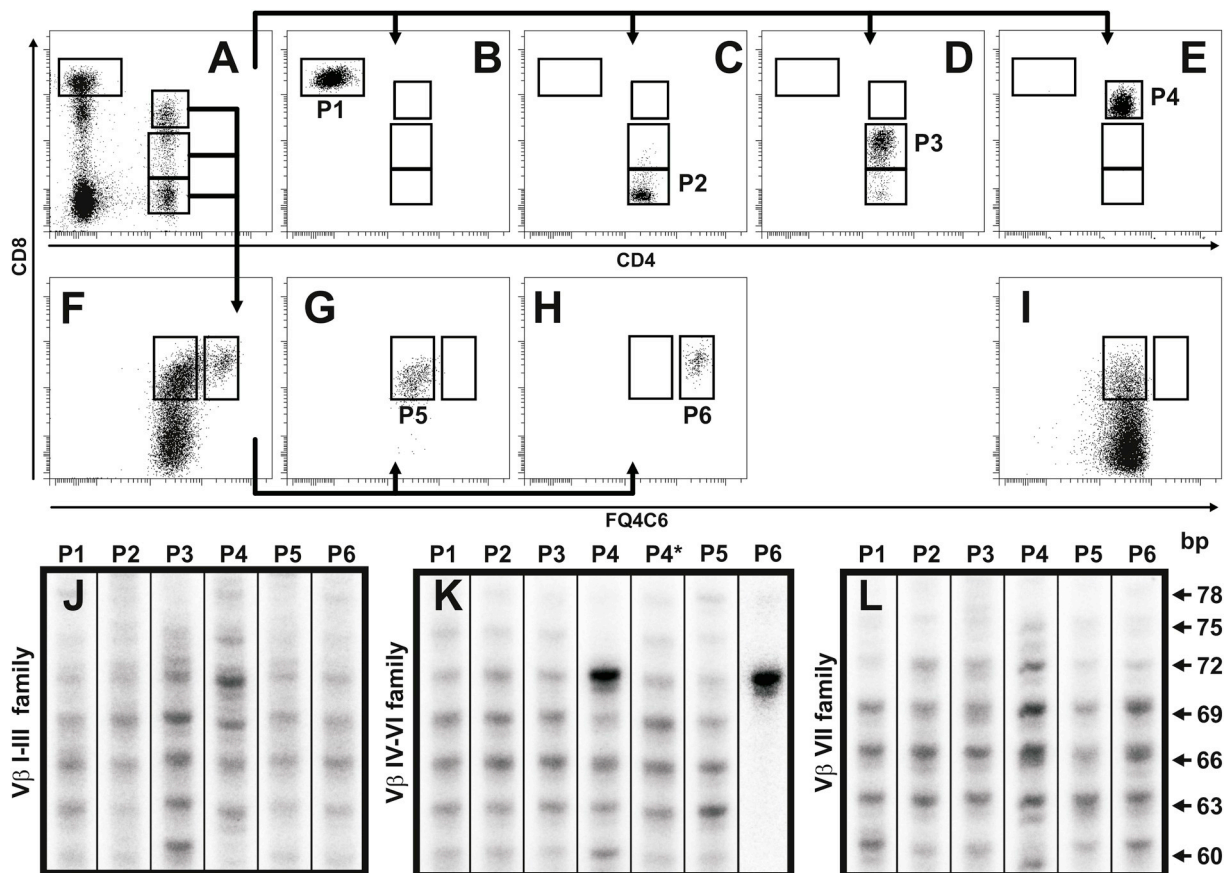 A
B
C
D
E
P1
P2
P3
P4
CD8
CD4
F
G
H
I
P5
P6
FQ4C6
P1 P2 P3 P4 P5 P6
P1 P2 P3 P4 P4* P5 P6
P1 P2 P3 P4 P5 P6
bp
J
K
L
Vβ I-III family
Vβ IV-VI family
Vβ VII family
78
75
72
69
66
63
60